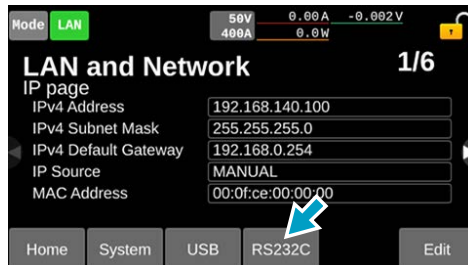 Mode LAN 50V 400A 0.00A -0.002V 0.0W
LAN and Network 1/6
IP page
IPv4 Address 192.168.140.100
IPv4 Subnet Mask 255.255.255.0
IPv4 Default Gateway 192.168.0.254
IP Source MANUAL
MAC Address 00:0f:ce:00:00:00
Home System USB RS232C Edit